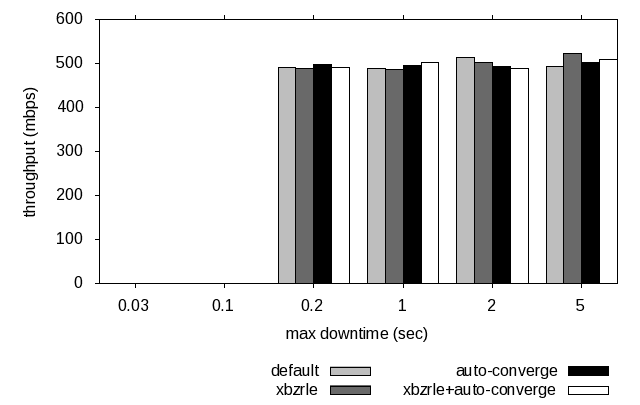 600
500
400
300
200
100
0
throughput (mbps)
0.03 0.1 0.2 1 2 5
max downtime (sec)
default auto-converge
xbzrle xbzrle+auto-converge